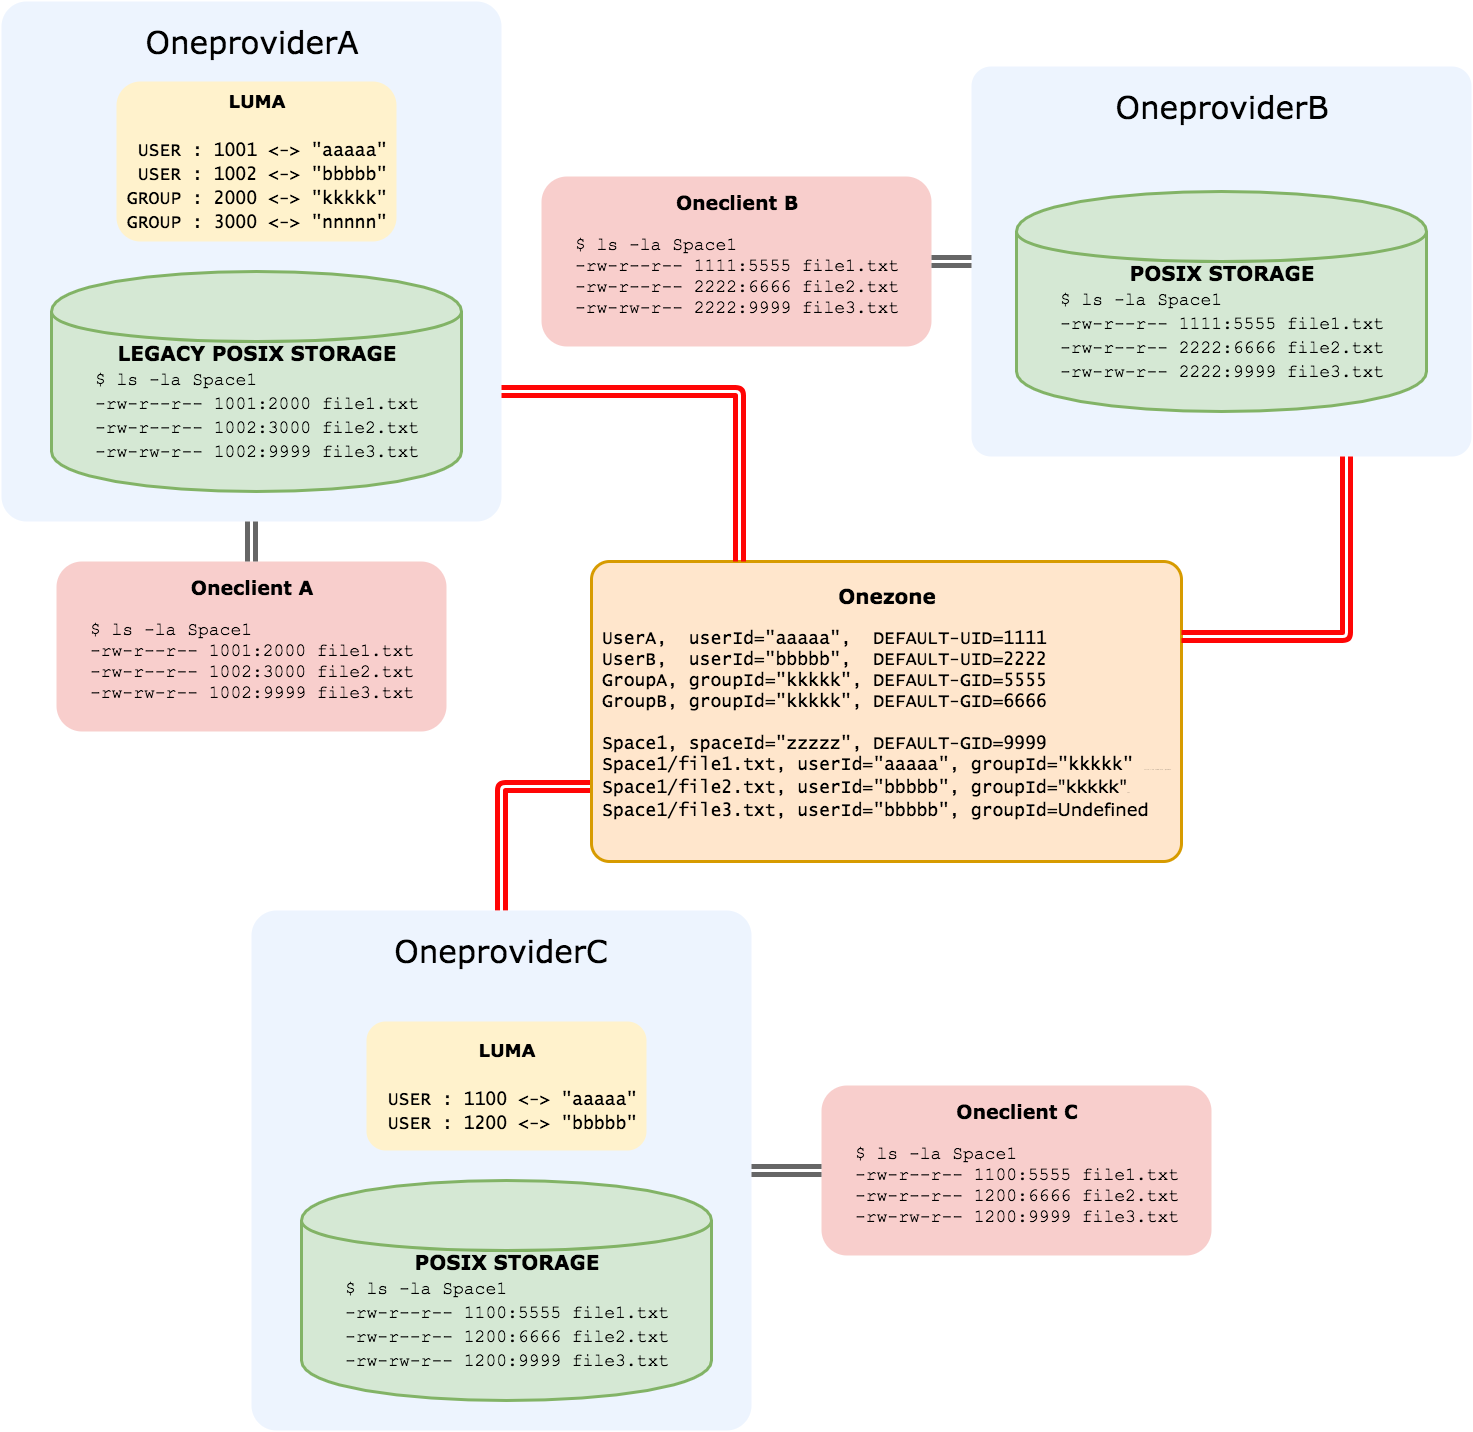 OneproviderA
LUMA
USER : 1001 <-> "aaaaa"
USER : 1002 <-> "bbbbb"
GROUP : 2000 <-> "kkkkk"
GROUP : 3000 <-> "nnnnn"
LEGACY POSIX STORAGE
$ ls -la Space1
-rw-r--r-- 1001:2000 file1.txt
-rw-r--r-- 1002:3000 file2.txt
-rw-rw-r-- 1002:9999 file3.txt
Oneclient A
$ ls -la Space1
-rw-r--r-- 1001:2000 file1.txt
-rw-r--r-- 1002:3000 file2.txt
-rw-rw-r-- 1002:9999 file3.txt
Oneclient B
$ ls -la Space1
-rw-r--r-- 1111:5555 file1.txt
-rw-r--r-- 2222:6666 file2.txt
-rw-rw-r-- 2222:9999 file3.txt
OneproviderB
POSIX STORAGE
$ ls -la Space1
-rw-r--r-- 1111:5555 file1.txt
-rw-r--r-- 2222:6666 file2.txt
-rw-rw-r-- 2222:9999 file3.txt
Onezone
UserA, userId="aaaaa", DEFAULT-UID=1111
UserB, userId="bbbbb", DEFAULT-UID=2222
GroupA, groupId="kkkkk", DEFAULT-GID=5555
GroupB, groupId="kkkkk", DEFAULT-GID=6666
Space1, spaceId="zzzzz", DEFAULT-GID=9999
Space1/file1.txt, userId="aaaaa", groupId="kkkkk"
Space1/file2.txt, userId="bbbbb", groupId="kkkkk"
Space1/file3.txt, userId="bbbbb", groupId=Undefined
OneproviderC
LUMA
USER : 1100 <-> "aaaaa"
USER : 1200 <-> "bbbbb"
POSIX STORAGE
$ ls -la Space1
-rw-r--r-- 1100:5555 file1.txt
-rw-r--r-- 1200:6666 file2.txt
-rw-rw-r-- 1200:9999 file3.txt
Oneclient C
$ ls -la Space1
-rw-r--r-- 1100:5555 file1.txt
-rw-r--r-- 1200:6666 file2.txt
-rw-rw-r-- 1200:9999 file3.txt